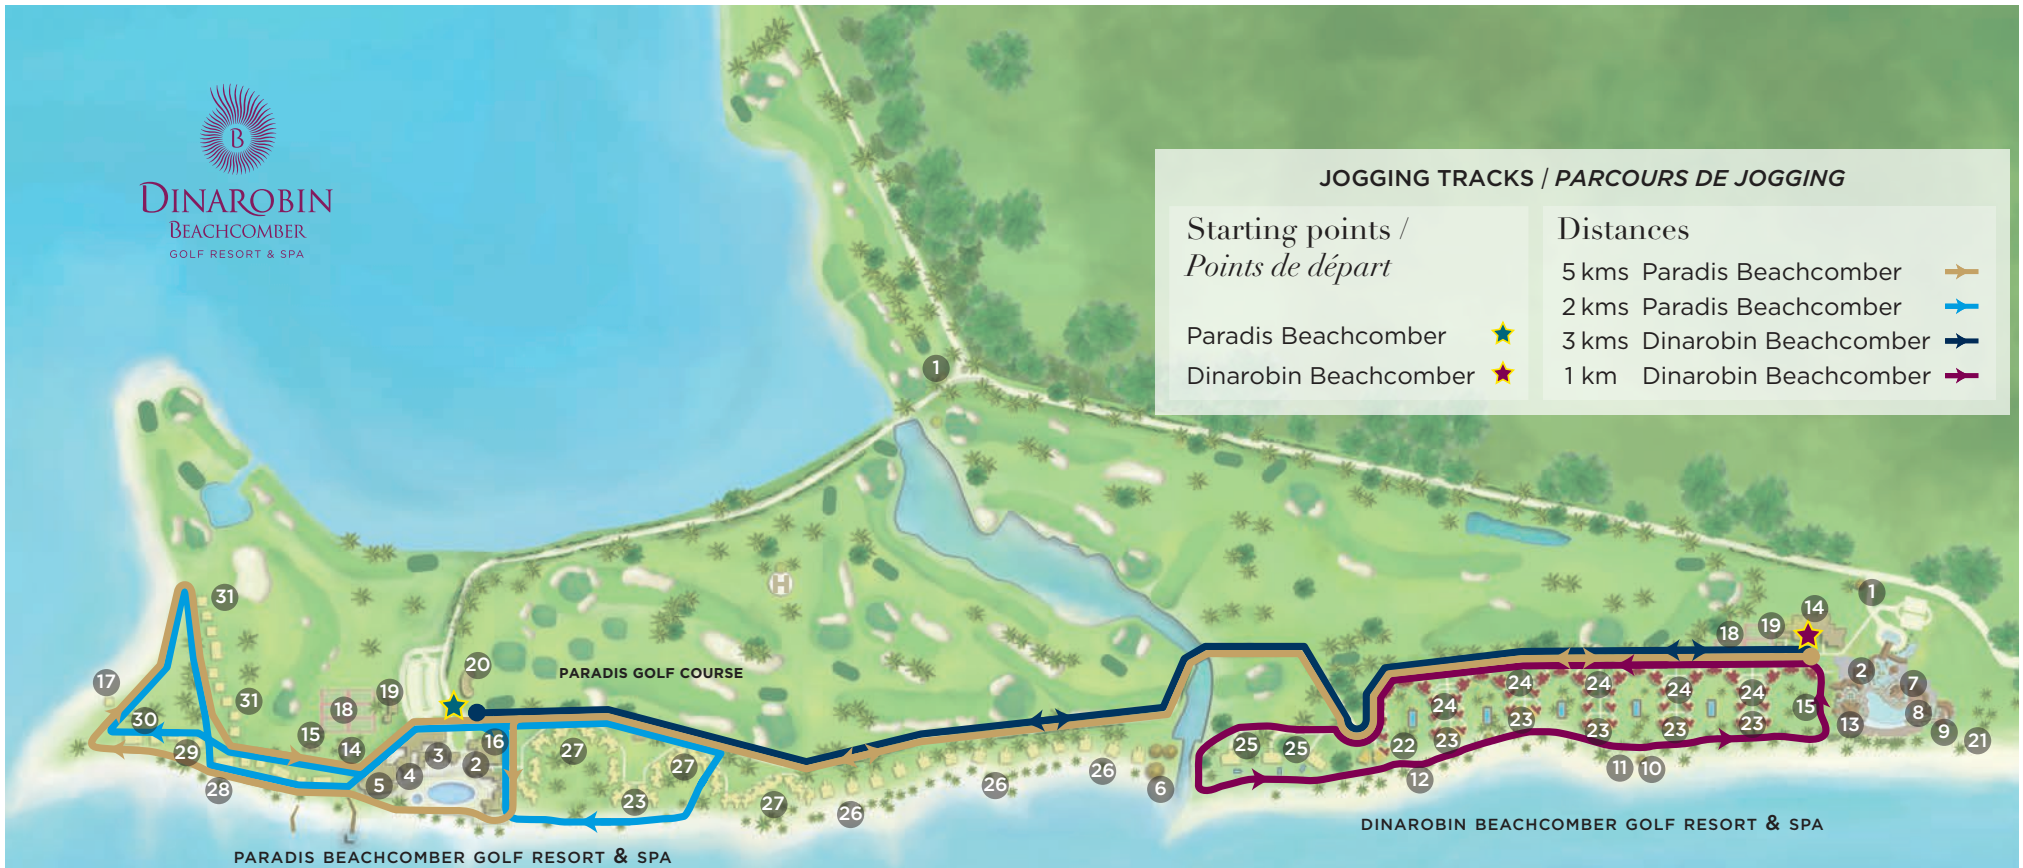 B
DINAROBIN
BEACHCOMBER
GOLF RESORT & SPA
JOGGING TRACKS / PARCOURS DE JOGGING
Starting points /
Points de départ
Paradis Beachcomber
Dinarobin Beachcomber
Distances
5 kms Paradis Beachcomber
2 kms Paradis Beachcomber
3 kms Dinarobin Beachcomber
1 km Dinarobin Beachcomber
1
H
PARADIS GOLF COURSE
31
17
31
30
29
28
20
19
18
15
14
16
3
2
4
5
27
27
23
27
26
26
26
6
25
25
22
24
24
24
24
24
23
23
23
23
23
12
11
10
18
19
14
1
15
2
7
8
13
9
21
PARADIS BEACHCOMBER GOLF RESORT & SPA
DINAROBIN BEACHCOMBER GOLF RESORT & SPA